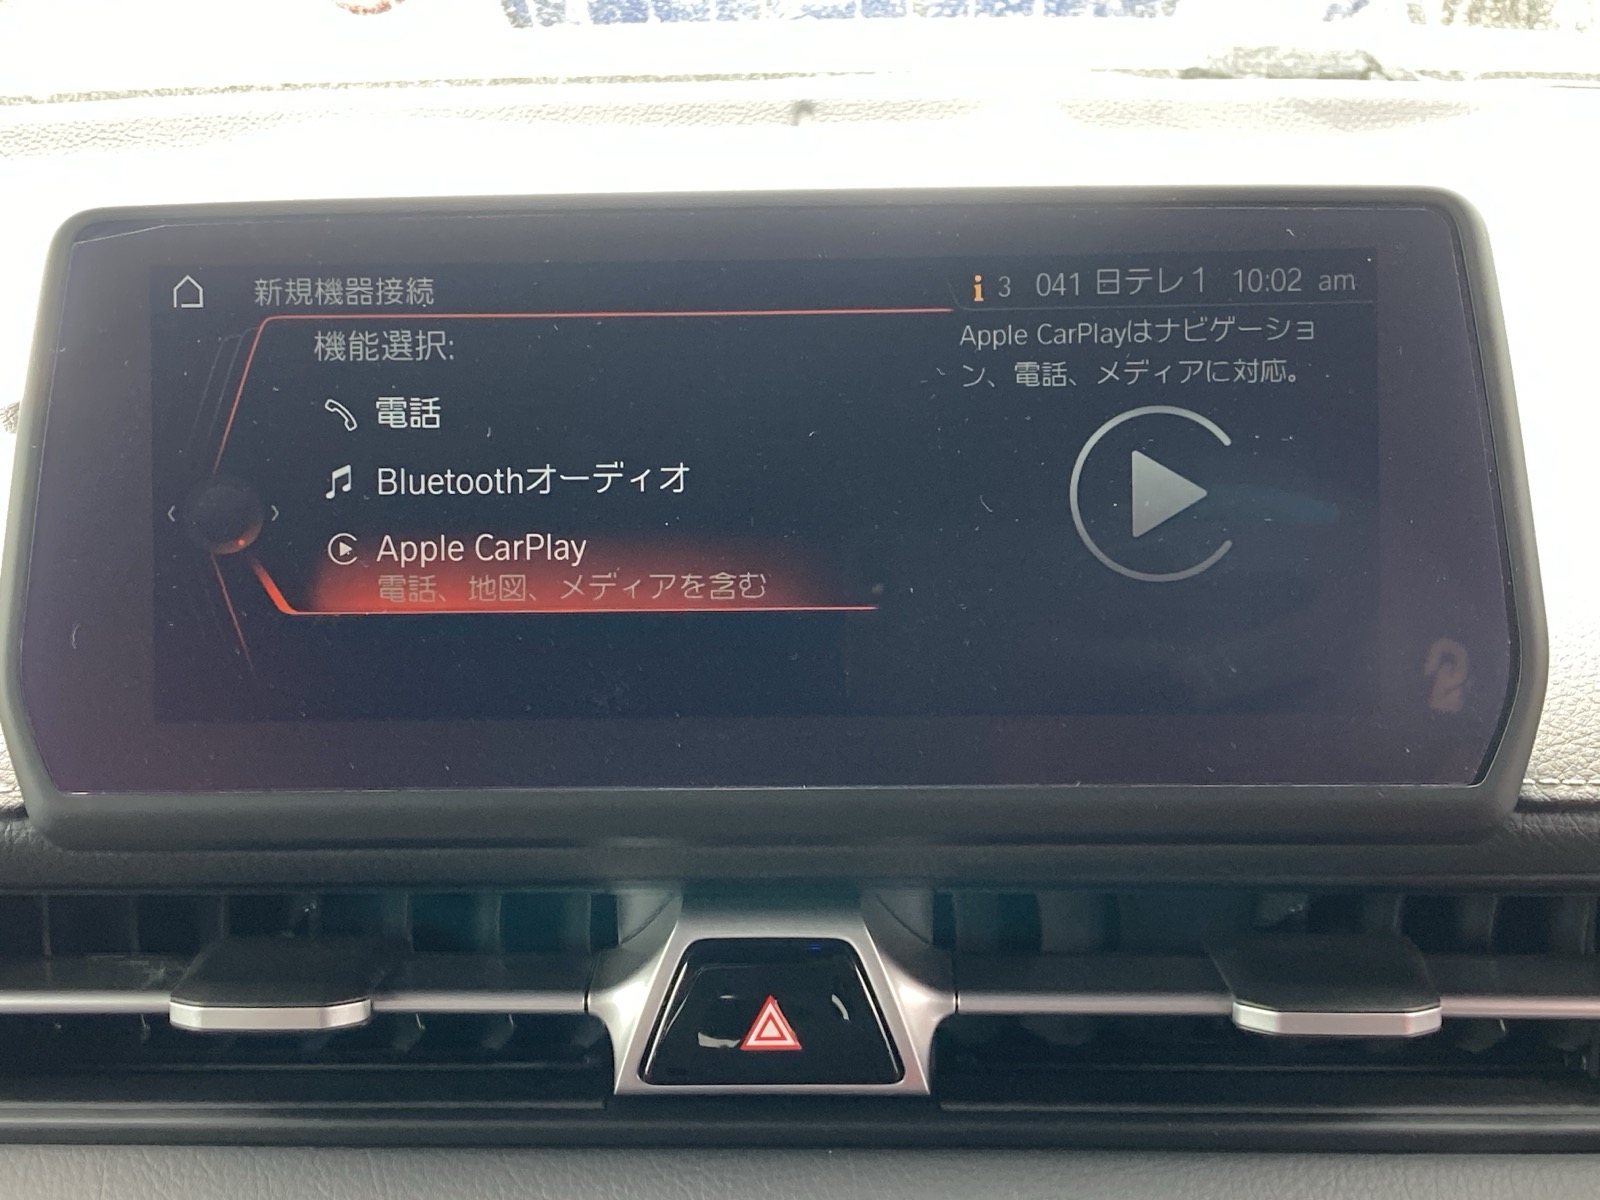 新規機器接続
i 3 041 日テレ1 10:02 am
機能選択:
電話
Bluetoothオーディオ
Apple CarPlay
電話、地図、メディアを含む
Apple CarPlayはナビゲーショ
ン、電話、メディアに対応。